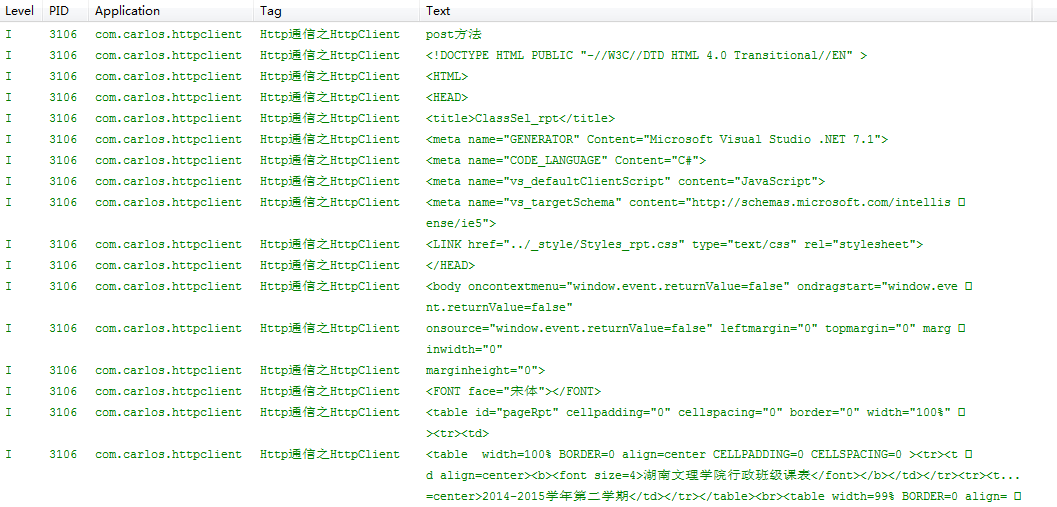 Level PID Application Tag Text
I 3106 com.carlos.httpclient Http通信之HttpClient post方法
I 3106 com.carlos.httpclient Http通信之HttpClient <!DOCTYPE HTML PUBLIC "-//W3C//DTD HTML 4.0 Transitional//EN" >
I 3106 com.carlos.httpclient Http通信之HttpClient <HTML>
I 3106 com.carlos.httpclient Http通信之HttpClient <HEAD>
I 3106 com.carlos.httpclient Http通信之HttpClient <title>ClassSel_rpt</title>
I 3106 com.carlos.httpclient Http通信之HttpClient <meta name="GENERATOR" Content="Microsoft Visual Studio .NET 7.1">
I 3106 com.carlos.httpclient Http通信之HttpClient <meta name="CODE_LANGUAGE" Content="C#">
I 3106 com.carlos.httpclient Http通信之HttpClient <meta name="vs_defaultClientScript" content="JavaScript">
I 3106 com.carlos.httpclient Http通信之HttpClient <meta name="vs_targetSchema" content="http://schemas.microsoft.com/intellis
ense/ie5">
I 3106 com.carlos.httpclient Http通信之HttpClient <LINK href="../_style/Styles_rpt.css" type="text/css" rel="stylesheet">
I 3106 com.carlos.httpclient Http通信之HttpClient </HEAD>
I 3106 com.carlos.httpclient Http通信之HttpClient <body oncontextmenu="window.event.returnValue=false" ondragstart="window.eve
nt.returnValue=false"
I 3106 com.carlos.httpclient Http通信之HttpClient onsource="window.event.returnValue=false" leftmargin="0" topmargin="0" marg
inwidth="0"
I 3106 com.carlos.httpclient Http通信之HttpClient marginheight="0">
I 3106 com.carlos.httpclient Http通信之HttpClient <FONT face="宋体"></FONT>
I 3106 com.carlos.httpclient Http通信之HttpClient <table id="pageRpt" cellpadding="0" cellspacing="0" border="0" width="100%"
><tr><td>
I 3106 com.carlos.httpclient Http通信之HttpClient <table  width=100% BORDER=0 align=center CELLPADDING=0 CELLSPACING=0 ><tr><t
d align=center><b><font size=4>湖南文理学院行政班级课表</font></b></td></tr><tr><t...
=center>2014-2015学年第二学期</td></tr></table><br><table width=99% BORDER=0 align=